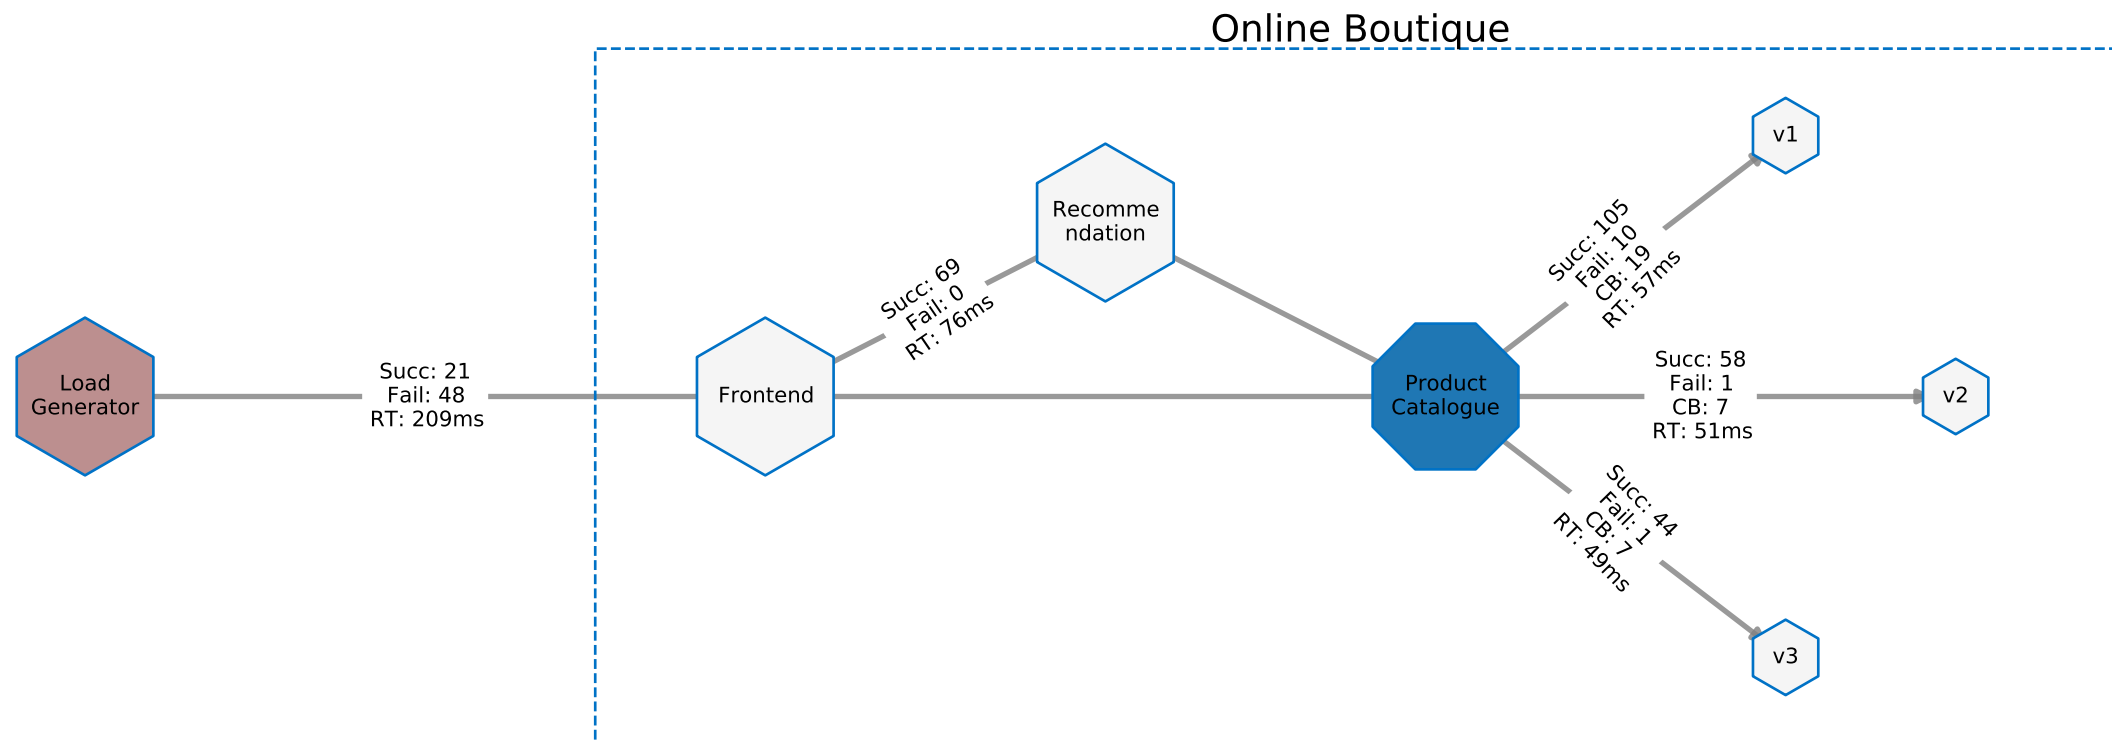 Online Boutique
Load
Generator
Succ: 21
Fail: 48
RT: 209ms
Frontend
Succ: 69
Fail: 0
RT: 76ms
Recomme
ndation
Product
Catalogue
Succ: 105
Fail: 10
CB: 19
RT: 57ms
v1
Succ: 58
Fail: 1
CB: 7
RT: 51ms
v2
Succ: 44
Fail: 1
CB: 7
RT: 49ms
v3